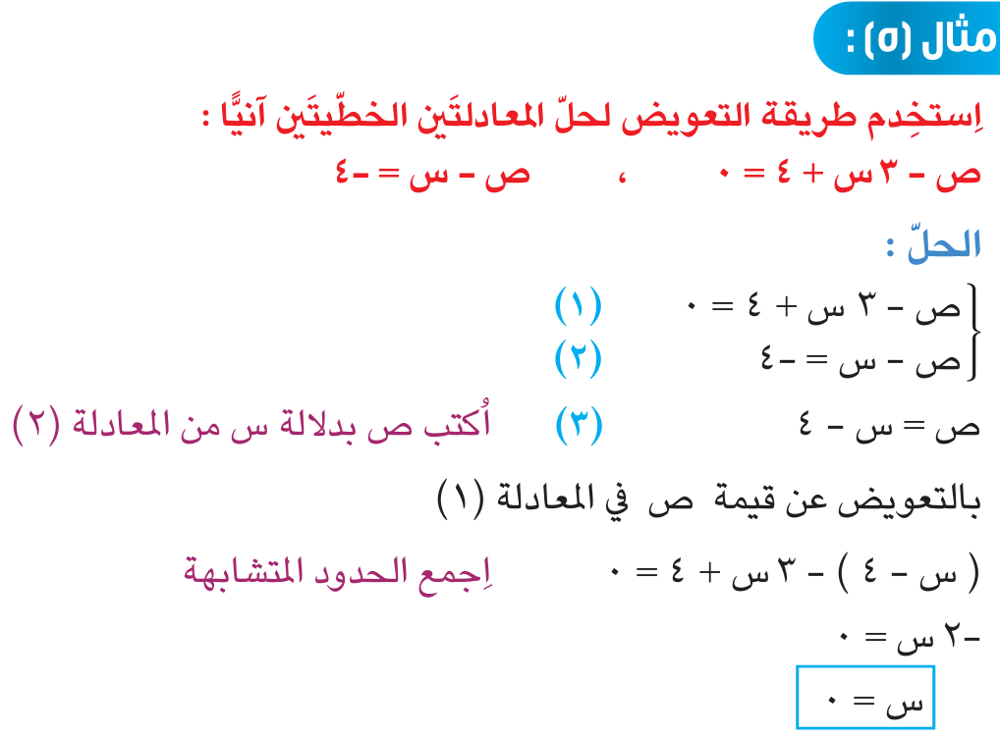 مثال (٥) :
اِستخِدم طريقة التعويض لحلّ المعادلتَين الخطّيتَين آنيًّا :
ص – ٣ س + ٤ = ٠ ، ص – س = –٤
الحلّ :
ص – ٣ س + ٤ = ٠ (١)
ص – س = –٤ (٢)
ص = س – ٤ (٣) اُكتب ص بدلالة س من المعادلة (٢)
بالتعويض عن قيمة ص في المعادلة (١)
( س – ٤ ) – ٣ س + ٤ = ٠ اِجمع الحدود المتشابهة
–٢ س = ٠
س = ٠